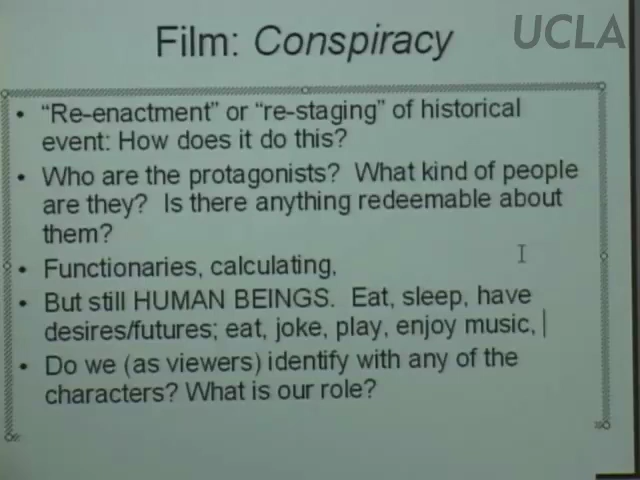 UCLA
Film: Conspiracy
• “Re-enactment” or “re-staging” of historical
event: How does it do this?
• Who are the protagonists? What kind of people
are they? Is there anything redeemable about
them?
• Functionaries, calculating,
• But still HUMAN BEINGS. Eat, sleep, have
desires/futures; eat, joke, play, enjoy music,
• Do we (as viewers) identify with any of the
characters? What is our role?